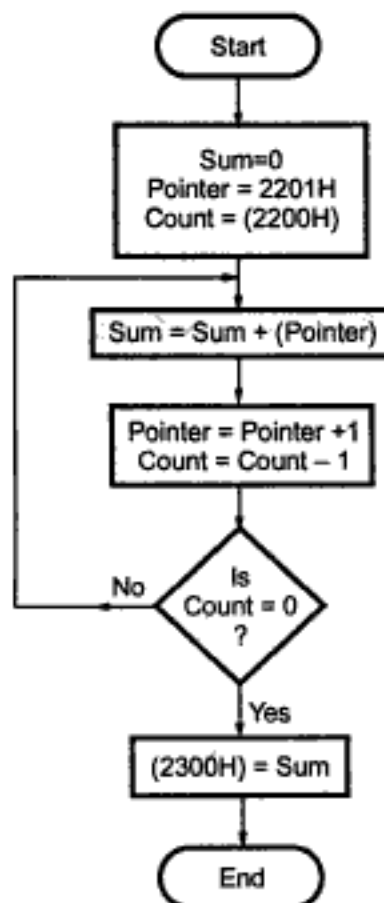 Start
Sum=0
Pointer = 2201H
Count = (2200H)
Sum = Sum + (Pointer)
Pointer = Pointer +1
Count = Count – 1
Is
Count = 0
?
No
Yes
(2300H) = Sum
End